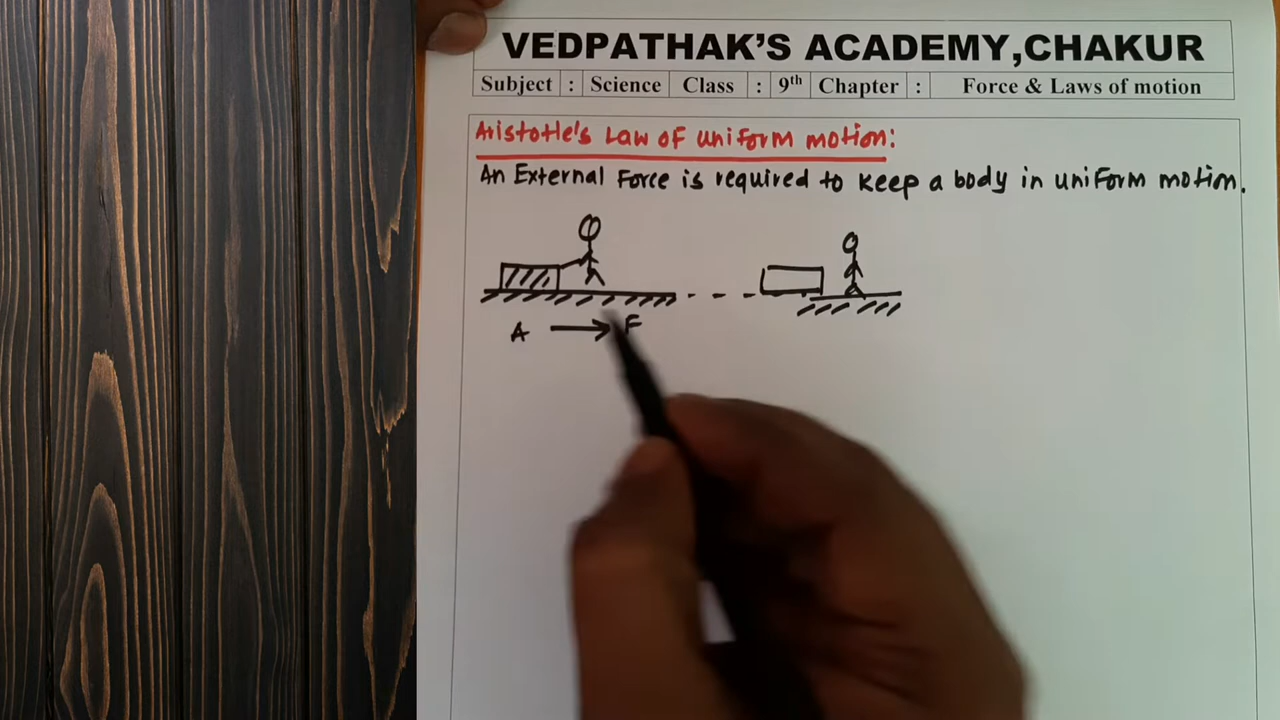 VEDPATHAK'S ACADEMY,CHAKUR
Subject : Science Class : 9th Chapter : Force & Laws of motion
Aristotle's Law of uniform motion:
An External Force is required to keep a body in uniform motion.
A F